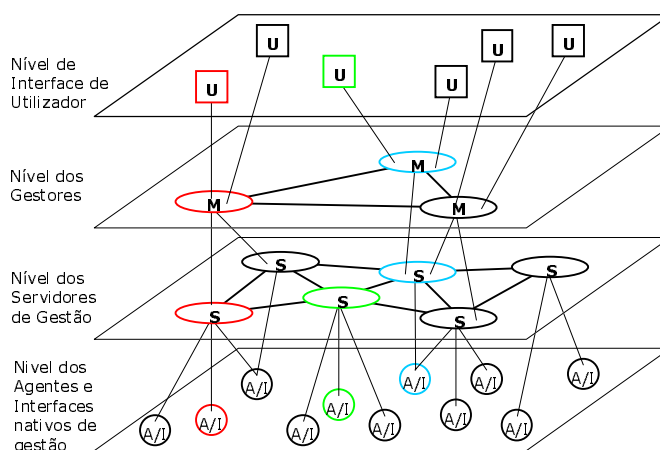 Nível de
Interface de
Utilizador
U
U
U
U
U
U
Nível dos
Gestores
M
M
M
Nível dos
Servidores
de Gestão
S
S
S
S
S
S
Nivel dos
Agentes e
Interfaces
nativos de
gestão
A/I
A/I
A/I
A/I
A/I
A/I
A/I
A/I
A/I
A/I
A/I